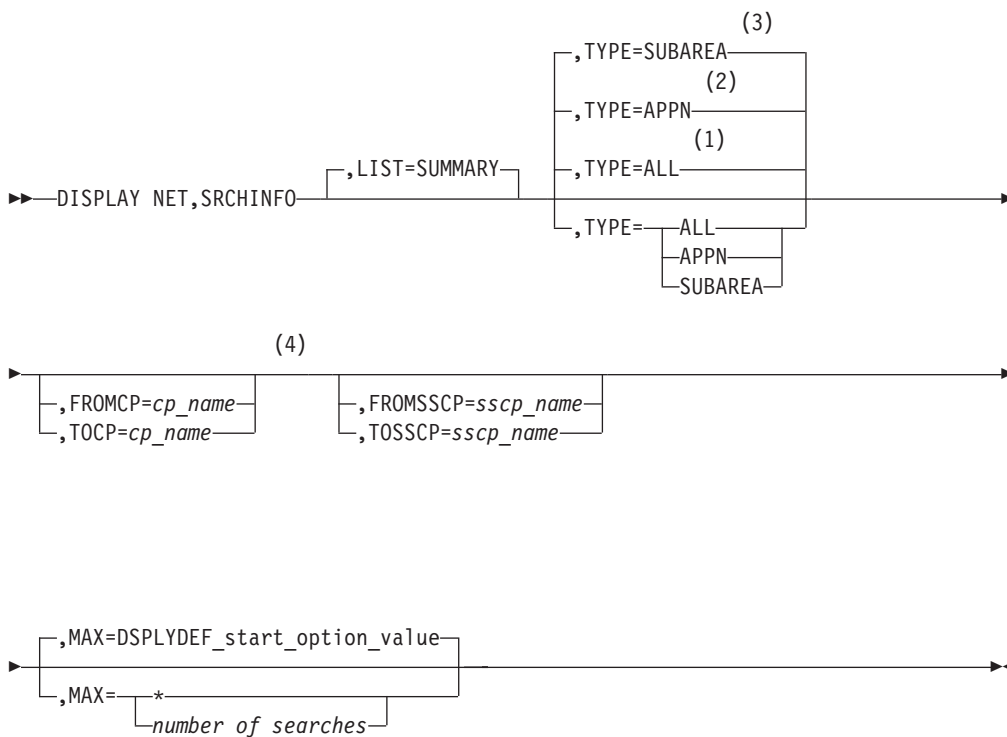 (3)
,TYPE=SUBAREA
(2)
,TYPE=APPN
(1)
,LIST=SUMMARY ,TYPE=ALL
DISPLAY NET,SRCHINFO
,TYPE= ALL
APPN
SUBAREA
(4)
,FROMCP=cp_name ,FROMSSCP=sscp_name
,TOCP=cp_name ,TOSSCP=sscp_name
,MAX=DSPLYDEF_start_option_value
,MAX= *
number of searches